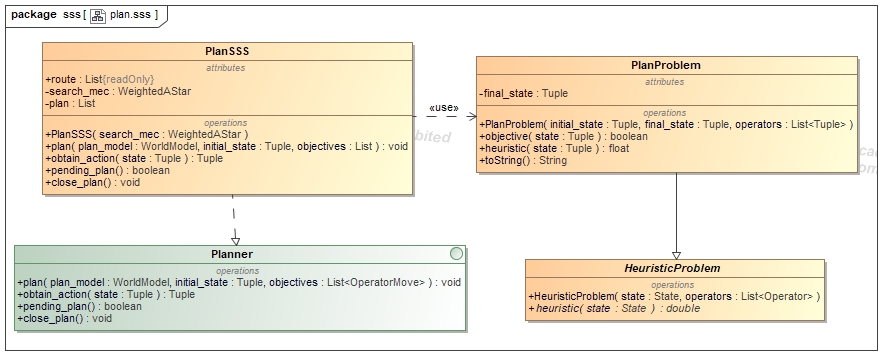 package sss [ plan.sss ]
PlanSSS
attributes
+route : List{readOnly}
-search_mec : WeightedAStar
-plan : List
operations
+PlanSSS( search_mec : WeightedAStar )
+plan( plan_model : WorldModel, initial_state : Tuple, objectives : List ) : void
+obtain_action( state : Tuple ) : Tuple
+pending_plan() : boolean
+close_plan() : void
«use»
bited
PlanProblem
attributes
-final_state : Tuple
operations
+PlanProblem( initial_state : Tuple, final_state : Tuple, operators : List<Tuple> )
+objective( state : Tuple ) : boolean
+heuristic( state : Tuple ) : float
+toString() : String
Planner
operations
+plan( plan_model : WorldModel, initial_state : Tuple, objectives : List<OperatorMove> ) : void
+obtain_action( state : Tuple ) : Tuple
+pending_plan() : boolean
+close_plan() : void
HeuristicProblem
operations
+HeuristicProblem( state : State, operators : List<Operator> )
+heuristic( state : State ) : double